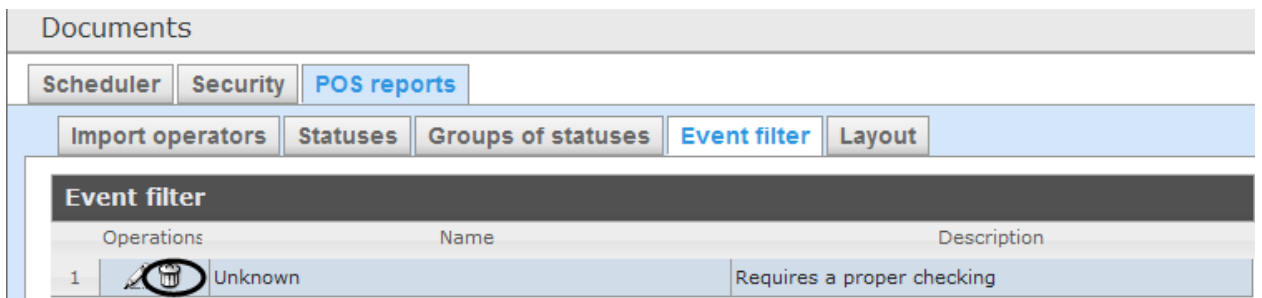 Documents
Scheduler Security POS reports
Import operators Statuses Groups of statuses Event filter Layout
Event filter
Operations Name Description
1 Unknown Requires a proper checking